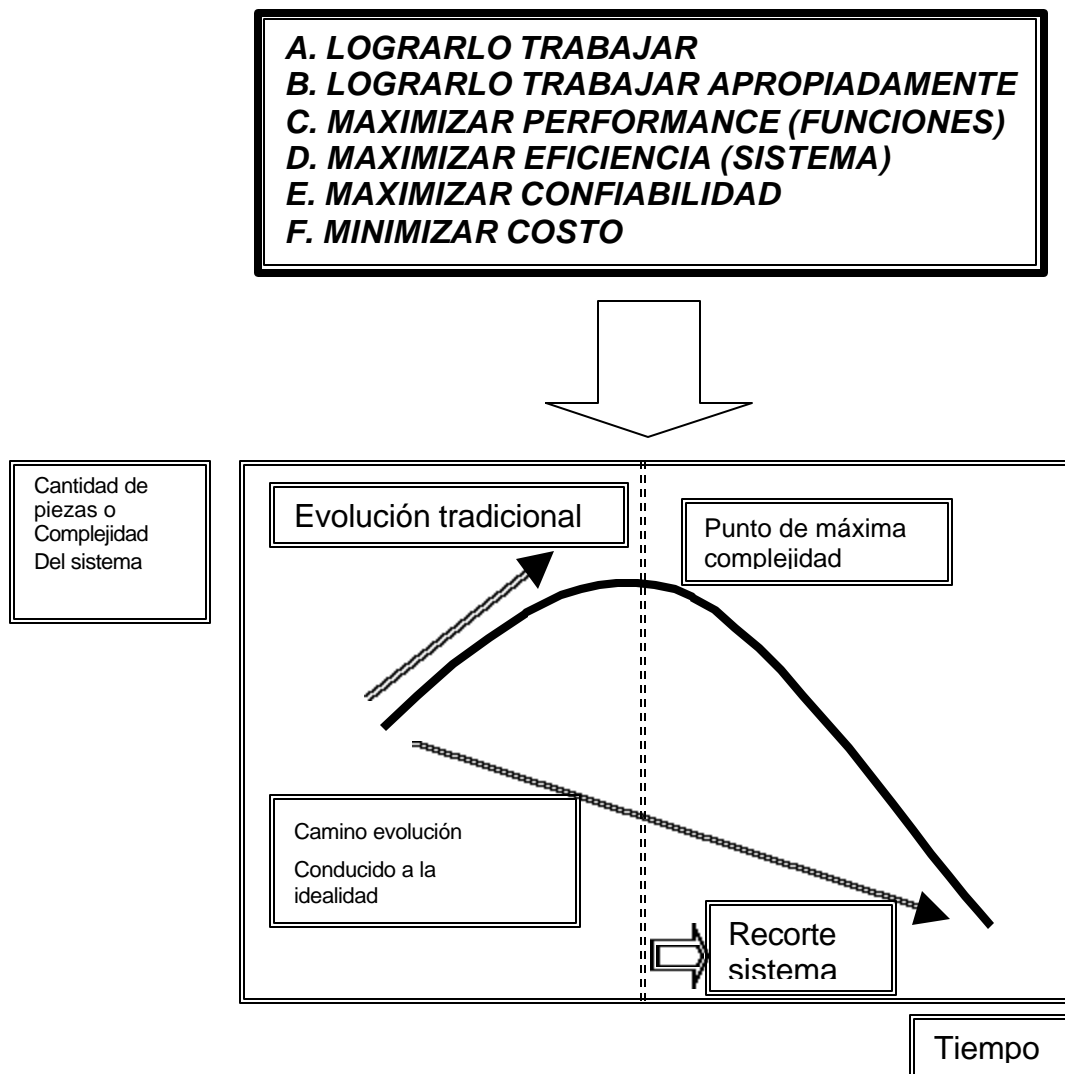 A. LOGRARLO TRABAJAR
B. LOGRARLO TRABAJAR APROPIADAMENTE
C. MAXIMIZAR PERFORMANCE (FUNCIONES)
D. MAXIMIZAR EFICIENCIA (SISTEMA)
E. MAXIMIZAR CONFIABILIDAD
F. MINIMIZAR COSTO
Cantidad de
piezas o
Complejidad
Del sistema
Evolución tradicional
Punto de máxima
complejidad
Camino evolución
Conducido a la
idealidad
Recorte
sistema
Tiempo